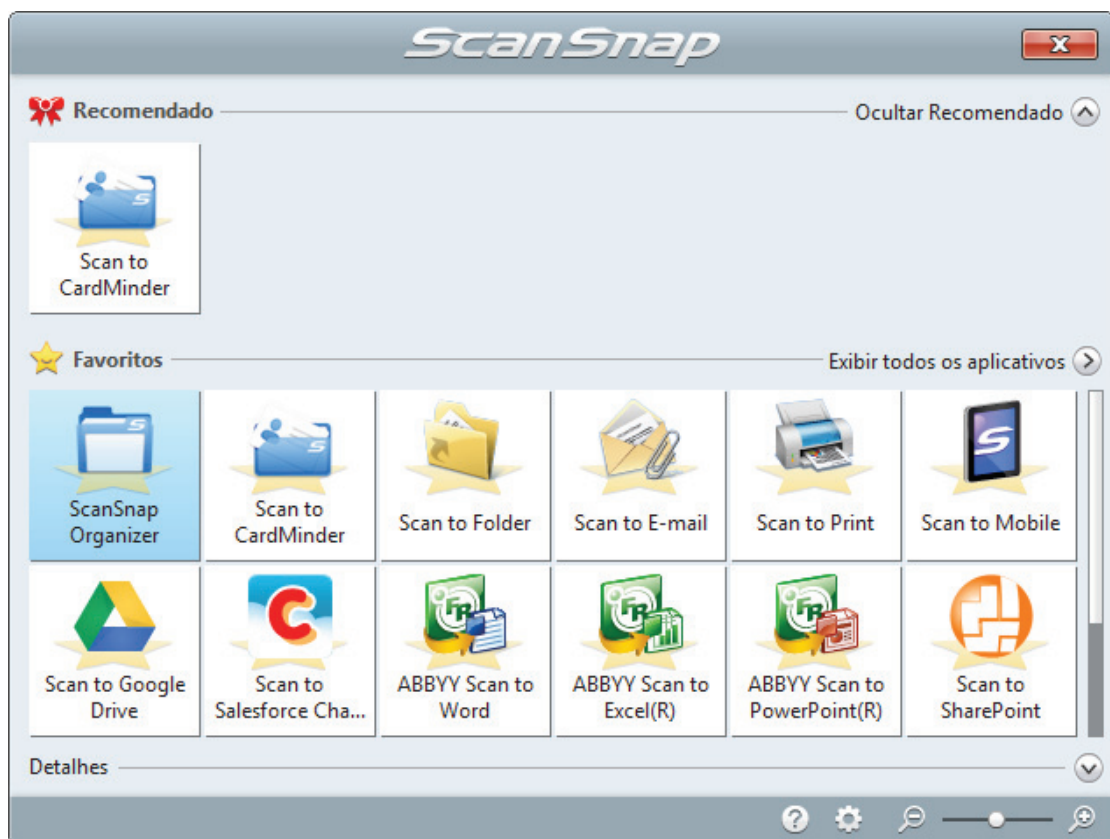 ScanSnap
Recomendado
Ocultar Recomendado
Scan to
CardMinder
Favoritos
Exibir todos os aplicativos
ScanSnap
Organizer
Scan to
CardMinder
Scan to Folder
Scan to E-mail
Scan to Print
Scan to Mobile
Scan to Google
Drive
Scan to
Salesforce Cha...
ABBYY Scan to
Word
ABBYY Scan to
Excel(R)
ABBYY Scan to
PowerPoint(R)
Scan to
SharePoint
Detalhes